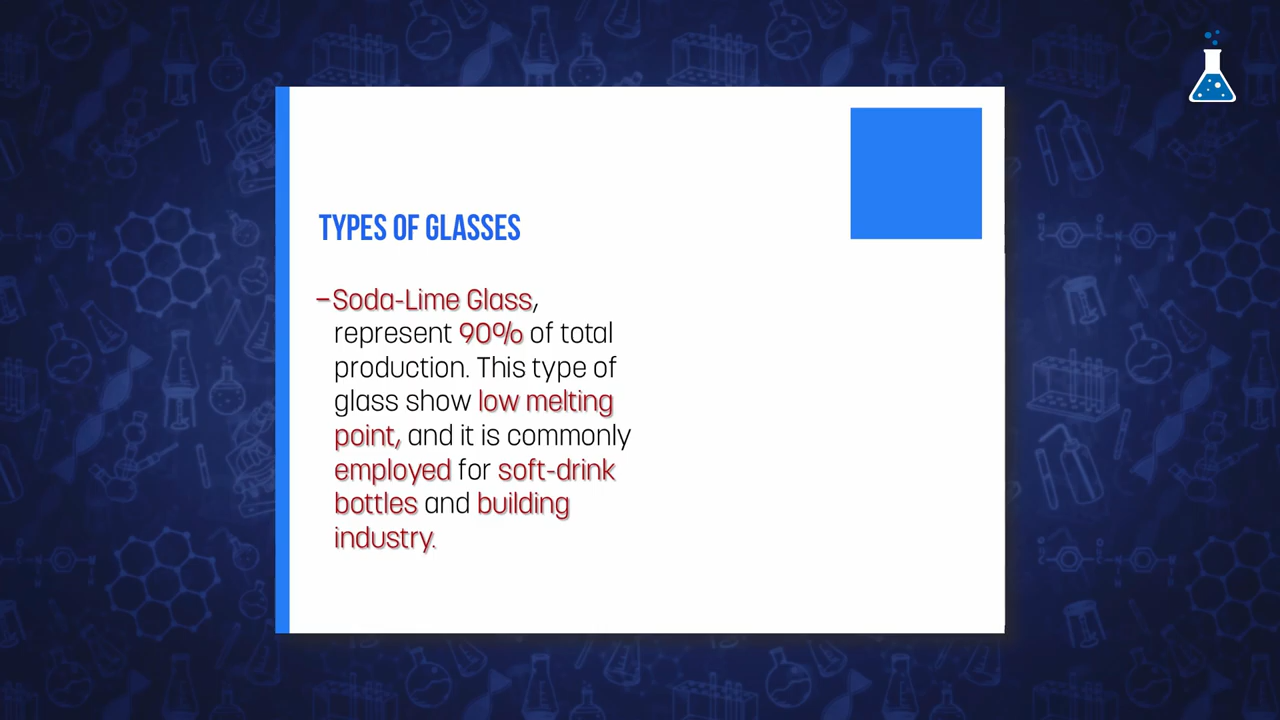 TYPES OF GLASSES
–Soda-Lime Glass,
represent 90% of total
production. This type of
glass show low melting
point, and it is commonly
employed for soft-drink
bottles and building
industry.